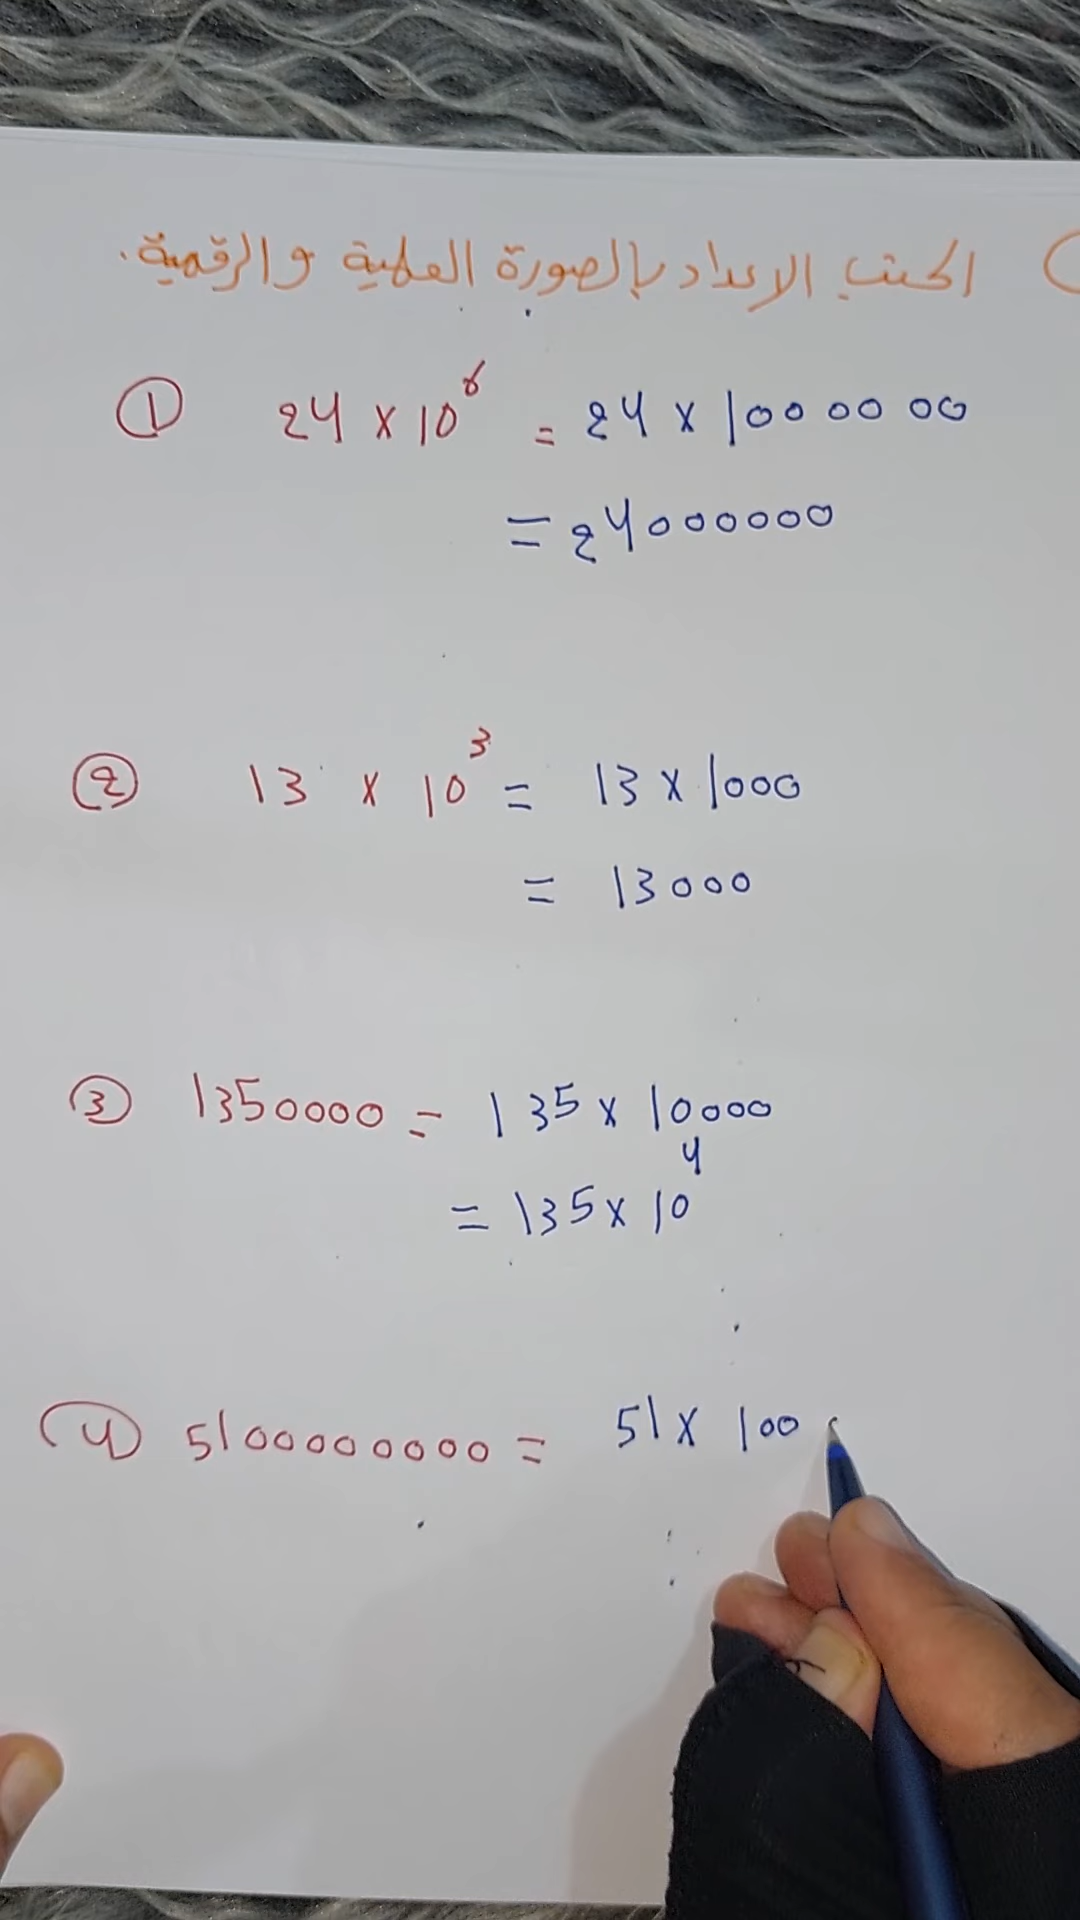 اكتب الاعداد بالصورة العلمية والرقمية.
① 24 x 10⁶ = 24 x 1000000
= 24000000
② 13 x 10³ = 13 x 1000
= 13000
③ 1350000 = 135 x 10000
= 135 x 10⁴
④ 5100000000 = 51 x 100